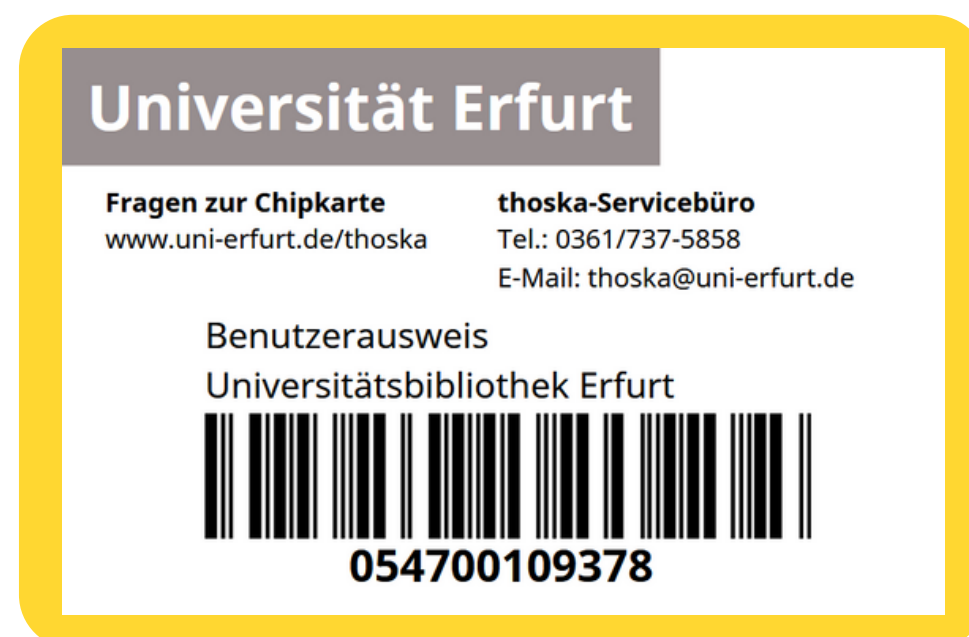 Universität Erfurt
Fragen zur Chipkarte
www.uni-erfurt.de/thoska
thoska-Servicebüro
Tel.: 0361/737-5858
E-Mail: thoska@uni-erfurt.de
Benutzerausweis
Universitätsbibliothek Erfurt
054700109378